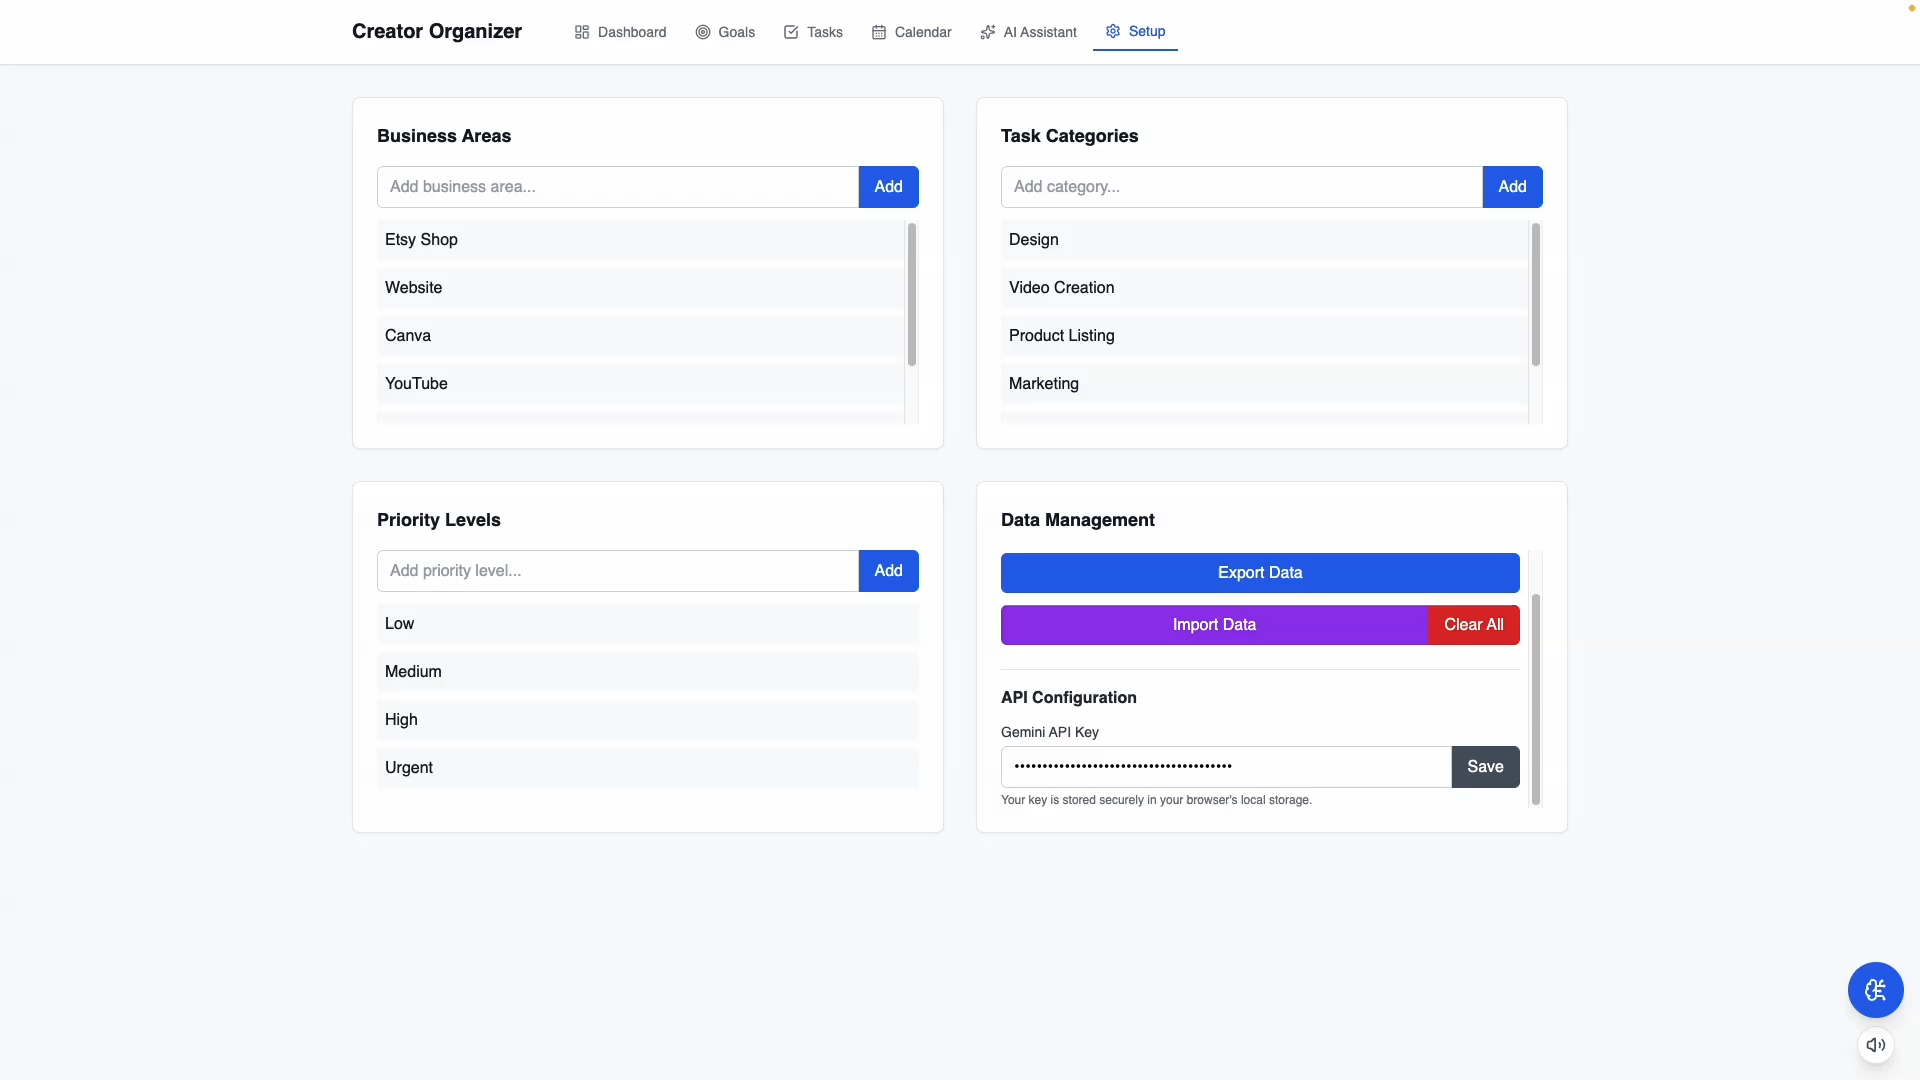 Creator Organizer
Dashboard
Goals
Tasks
Calendar
AI Assistant
Setup
Business Areas
Add business area...
Add
Etsy Shop
Website
Canva
YouTube
Task Categories
Add category...
Add
Design
Video Creation
Product Listing
Marketing
Priority Levels
Add priority level...
Add
Low
Medium
High
Urgent
Data Management
Export Data
Import Data
Clear All
API Configuration
Gemini API Key
•••••••••••••••••••••••••••••••••••••••
Save
Your key is stored securely in your browser's local storage.